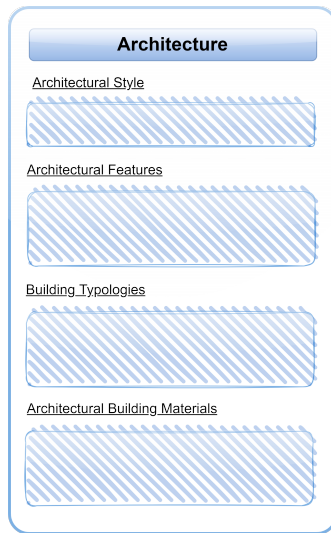 Architecture
Architectural Style
Architectural Features
Building Typologies
Architectural Building Materials